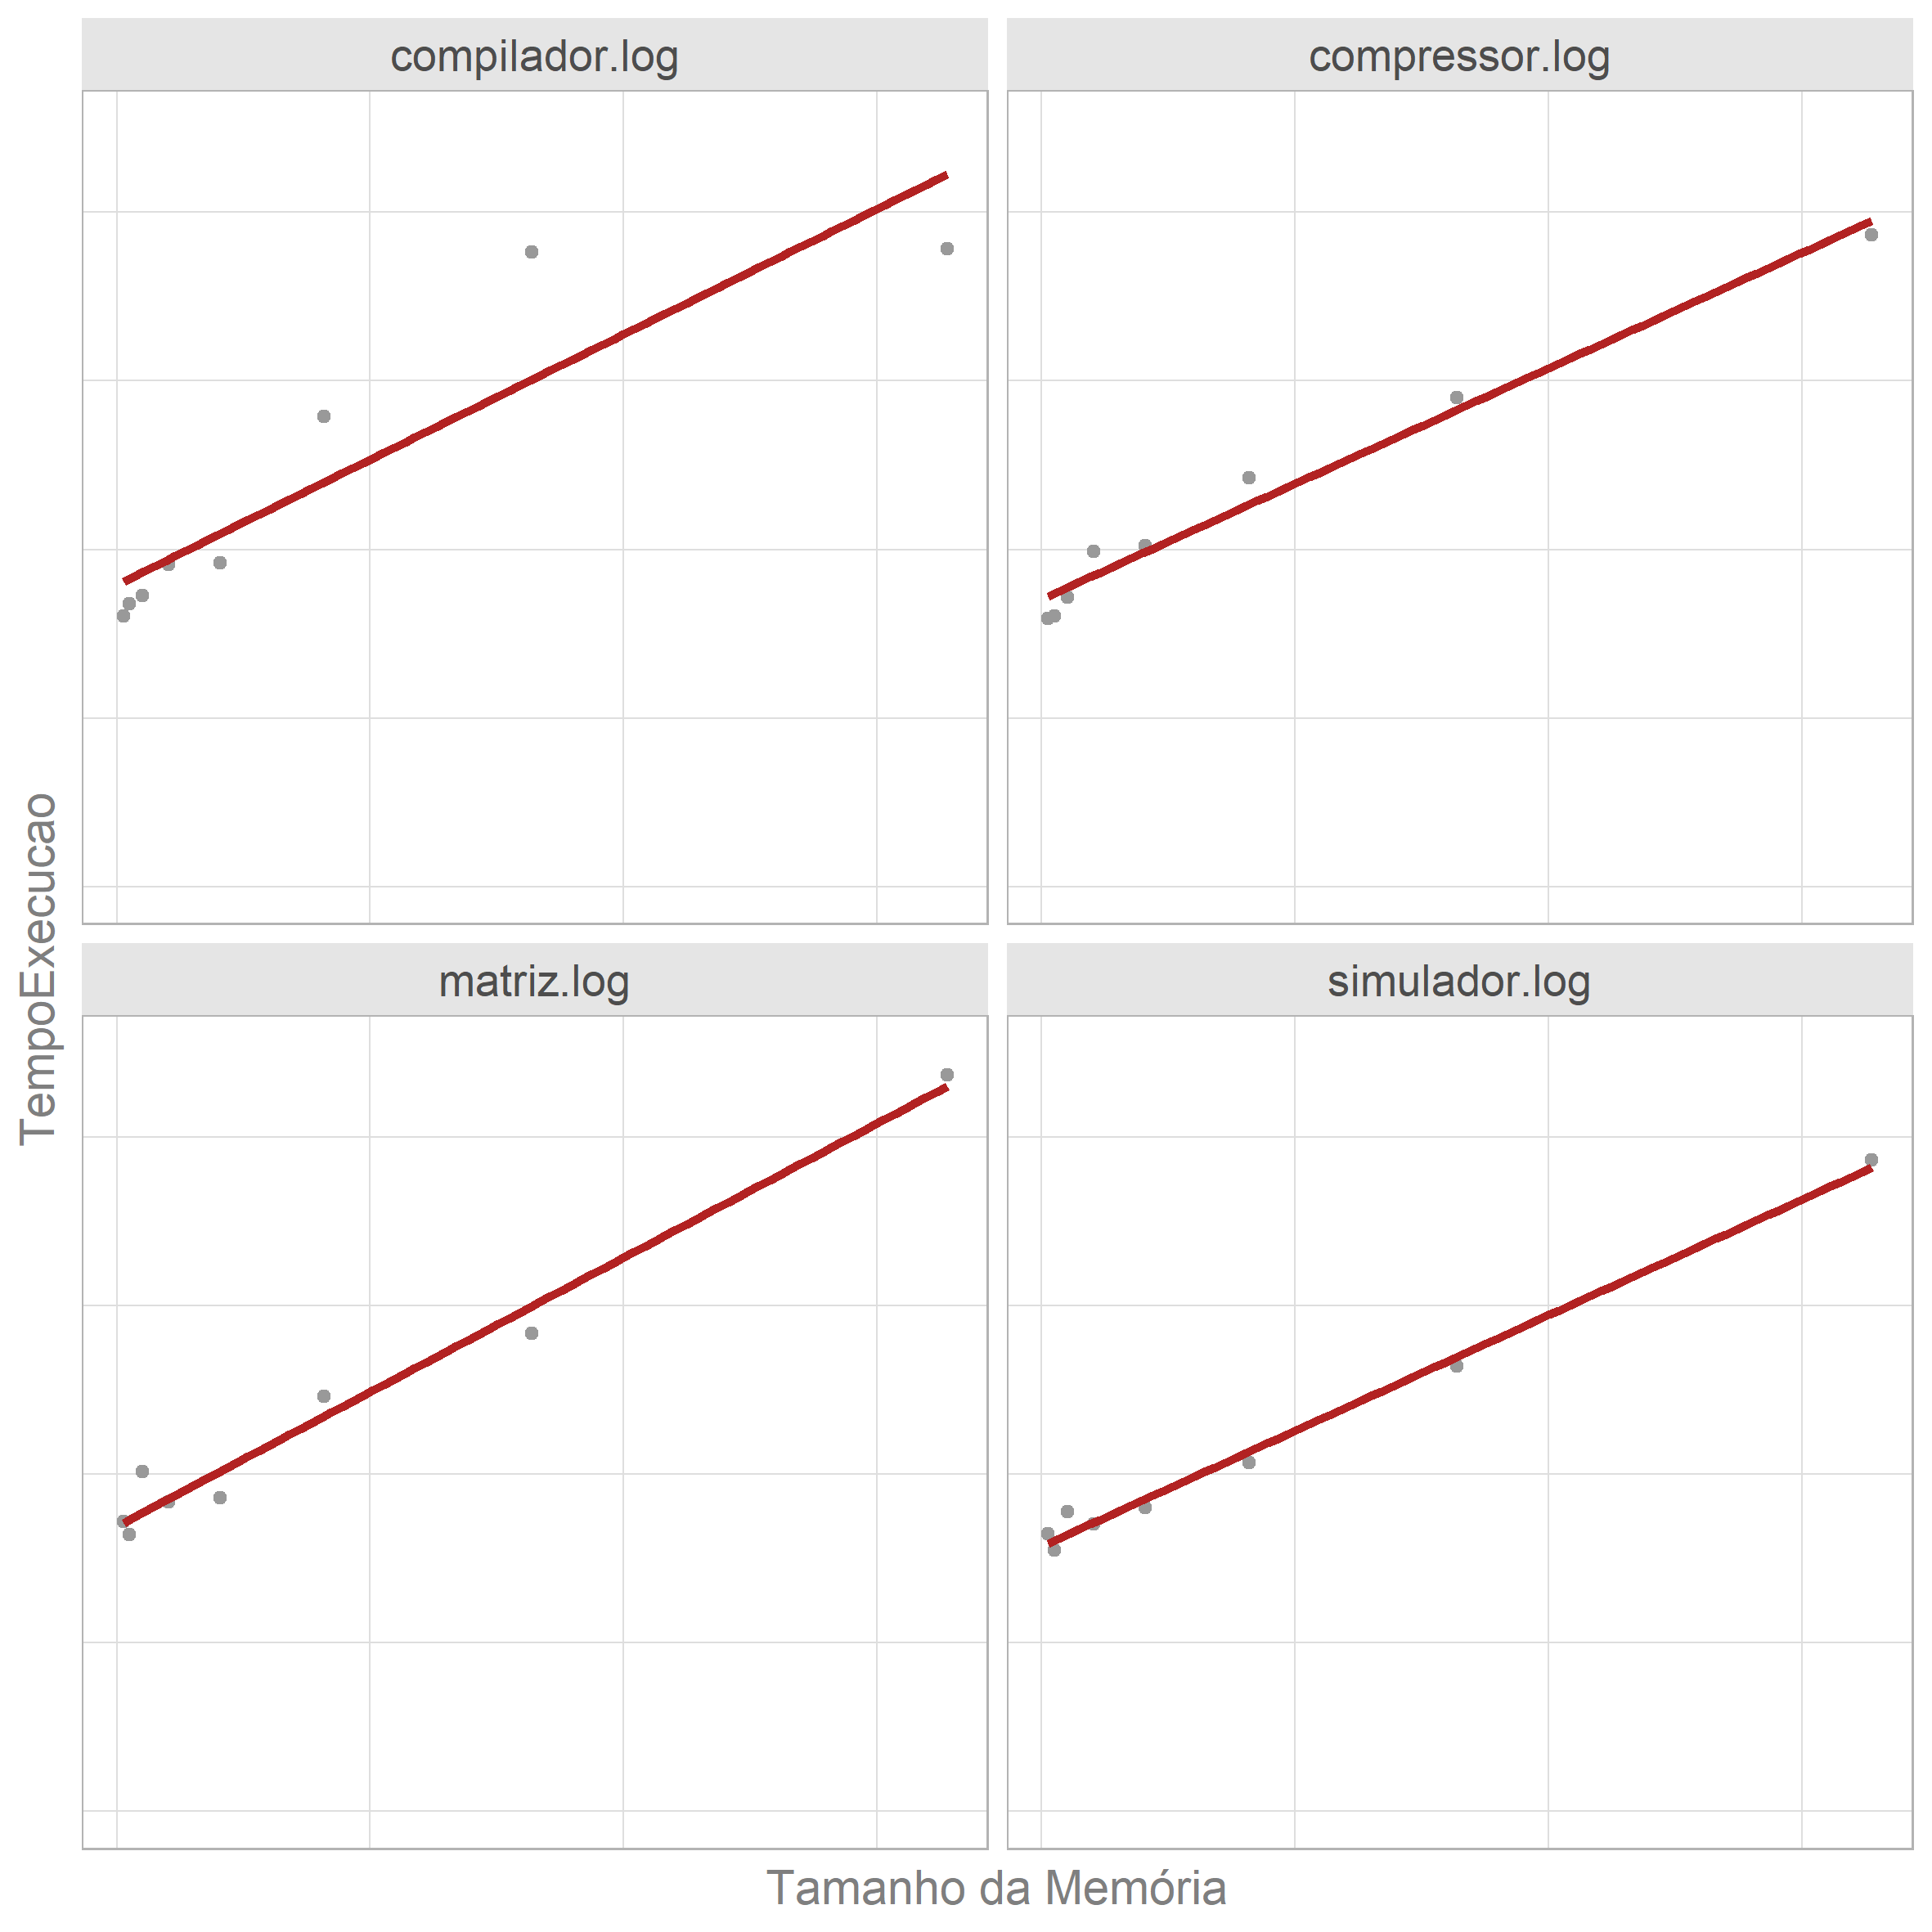 compilador.log
compressor.log
TempoExecucao
matriz.log
simulador.log
Tamanho da Memória